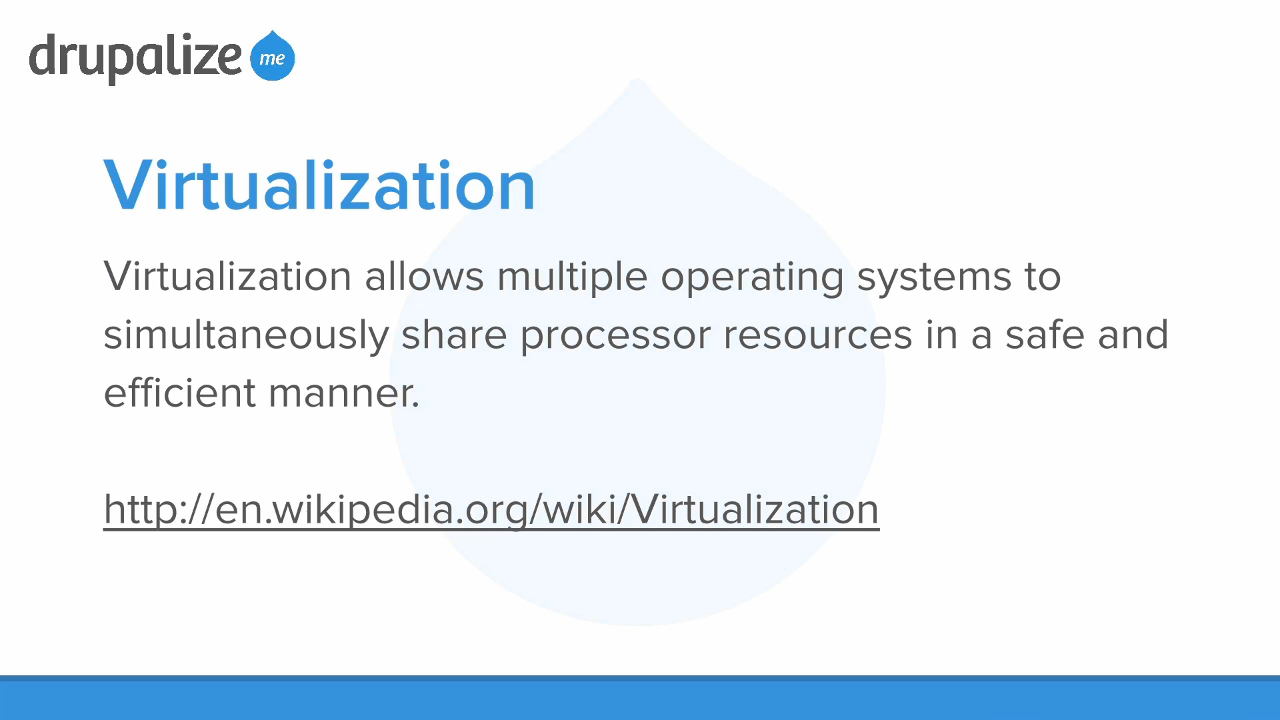 drupalize me
Virtualization
Virtualization allows multiple operating systems to
simultaneously share processor resources in a safe and
efficient manner.
http://en.wikipedia.org/wiki/Virtualization